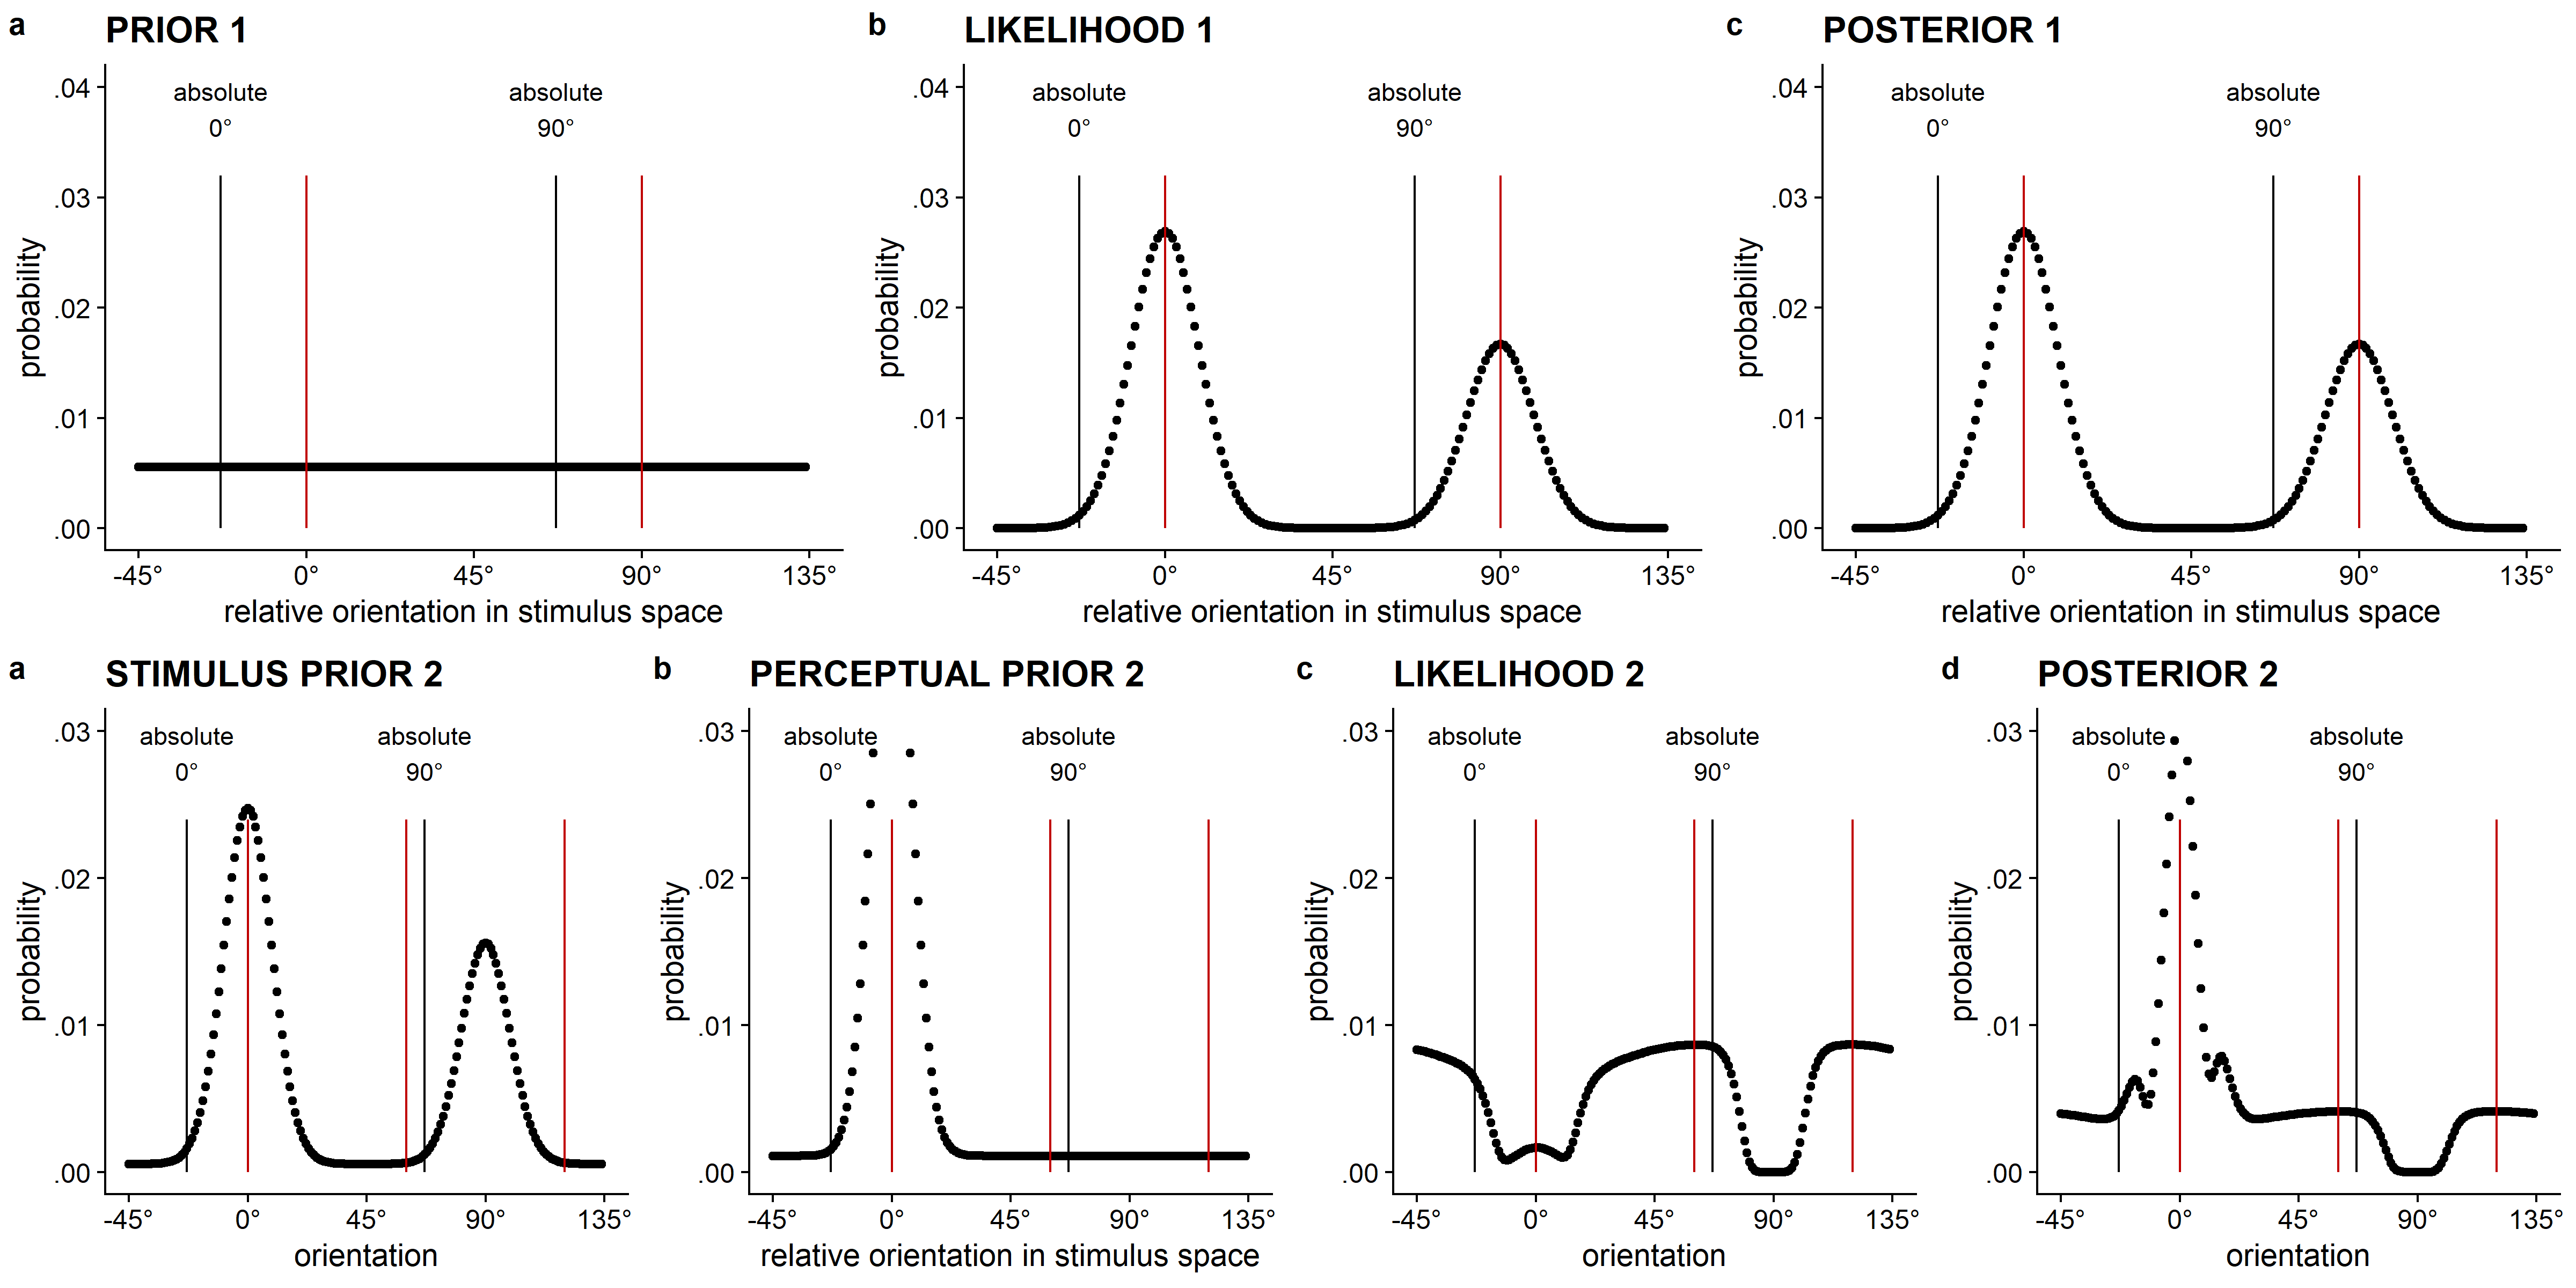 a PRIOR 1
absolute absolute
0° 90°
.04
.03
.02
.01
.00
probability
-45° 0° 45° 90° 135°
relative orientation in stimulus space
b LIKELIHOOD 1
absolute absolute
0° 90°
.04
.03
.02
.01
.00
probability
-45° 0° 45° 90° 135°
relative orientation in stimulus space
c POSTERIOR 1
absolute absolute
0° 90°
.04
.03
.02
.01
.00
probability
-45° 0° 45° 90° 135°
relative orientation in stimulus space
a STIMULUS PRIOR 2
absolute absolute
0° 90°
.03
.02
.01
.00
probability
-45° 0° 45° 90° 135°
orientation
b PERCEPTUAL PRIOR 2
absolute absolute
0° 90°
.03
.02
.01
.00
probability
-45° 0° 45° 90° 135°
relative orientation in stimulus space
c LIKELIHOOD 2
absolute absolute
0° 90°
.03
.02
.01
.00
probability
-45° 0° 45° 90° 135°
orientation
d POSTERIOR 2
absolute absolute
0° 90°
.03
.02
.01
.00
probability
-45° 0° 45° 90° 135°
orientation